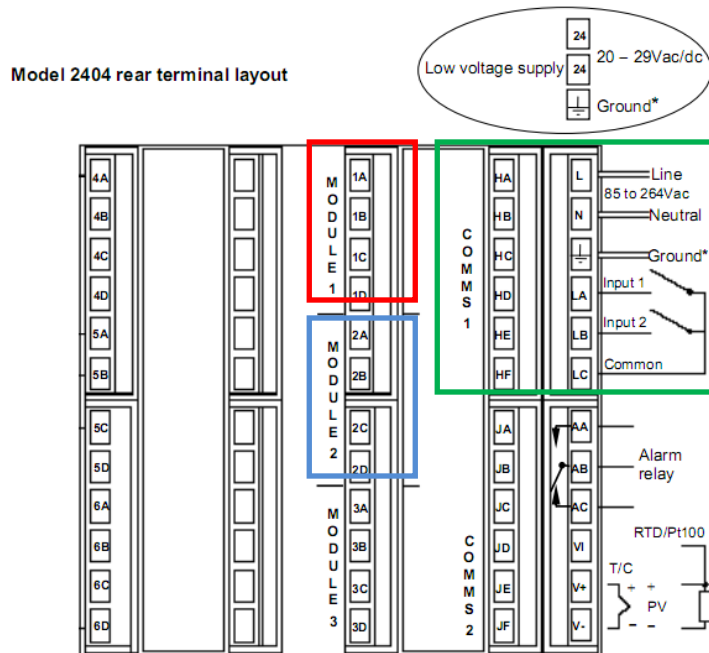 Model 2404 rear terminal layout
Low voltage supply
24
24
20 – 29Vac/dc
Ground*
4A
4B
4C
4D
5A
5B
5C
5D
6A
6B
6C
6D
MODULE 1
MODULE 2
MODULE 3
1A
1B
1C
1D
2A
2B
2C
2D
3A
3B
3C
3D
COMMS 1
COMMS 2
HA
HB
HC
HD
HE
HF
JA
JB
JC
JD
JE
JF
L
N
LA
LB
LC
AA
AB
AC
VI
V+
V-
Line
85 to 264Vac
Neutral
Ground*
Input 1
Input 2
Common
Alarm
relay
RTD/Pt100
T/C
+ +
PV
– –